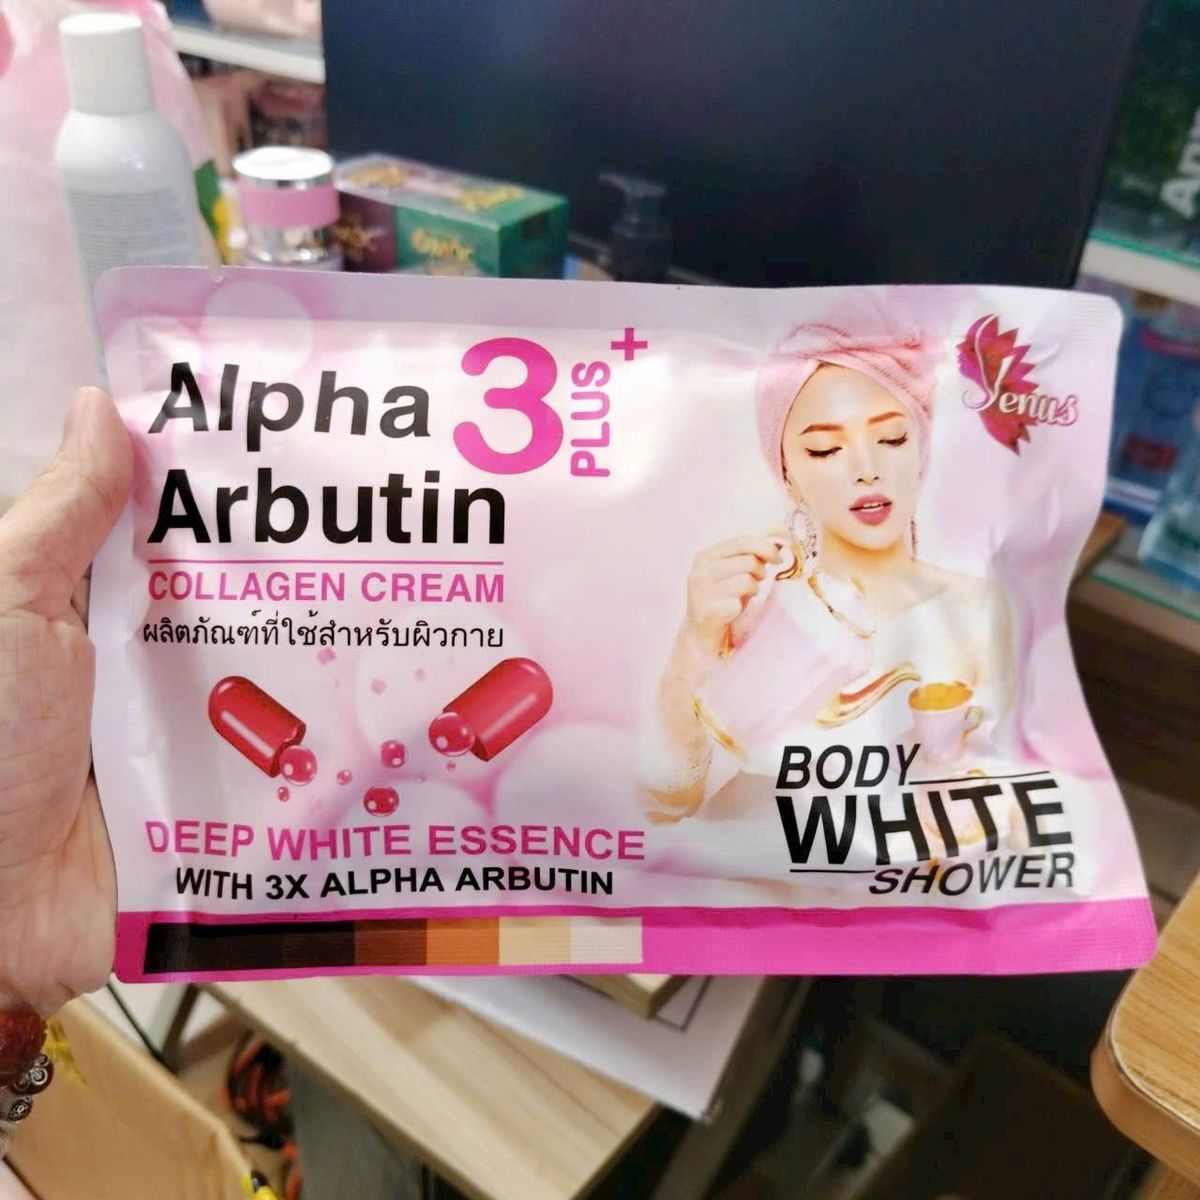 Alpha 3 PLUS+
Arbutin
COLLAGEN CREAM
ผลิตภัณฑ์ที่ใช้สำหรับผิวกาย
DEEP WHITE ESSENCE
WITH 3X ALPHA ARBUTIN
Venus
BODY
WHITE
SHOWER